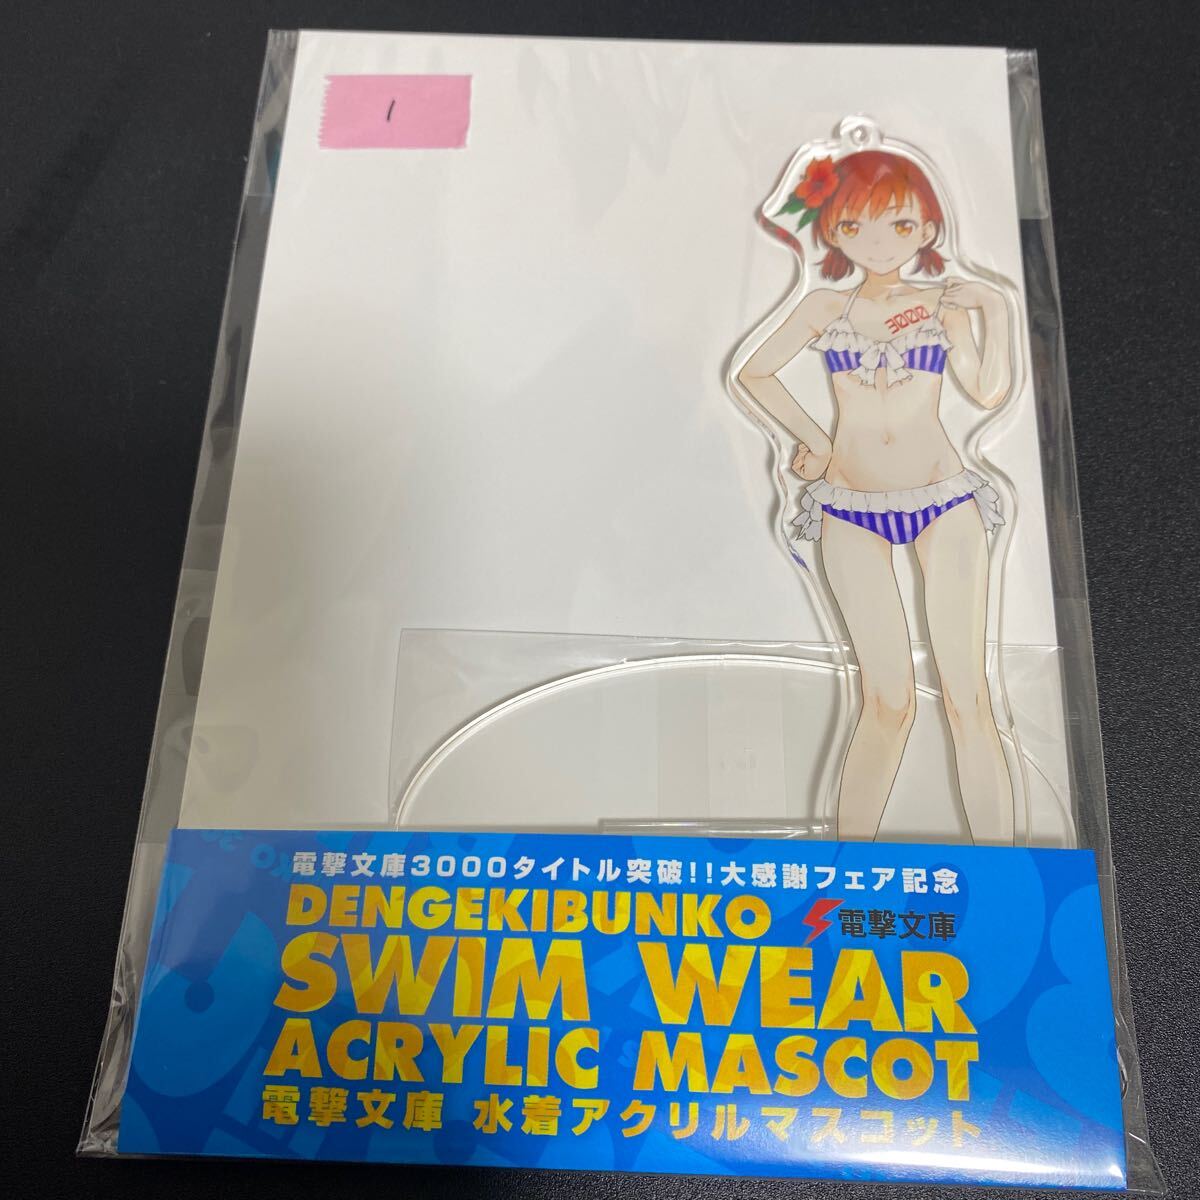 1
3000
電撃文庫3000タイトル突破!!大感謝フェア記念
DENGEKIBUNKO 電撃文庫
SWIM WEAR
ACRYLIC MASCOT
電撃文庫 水着アクリルマスコット